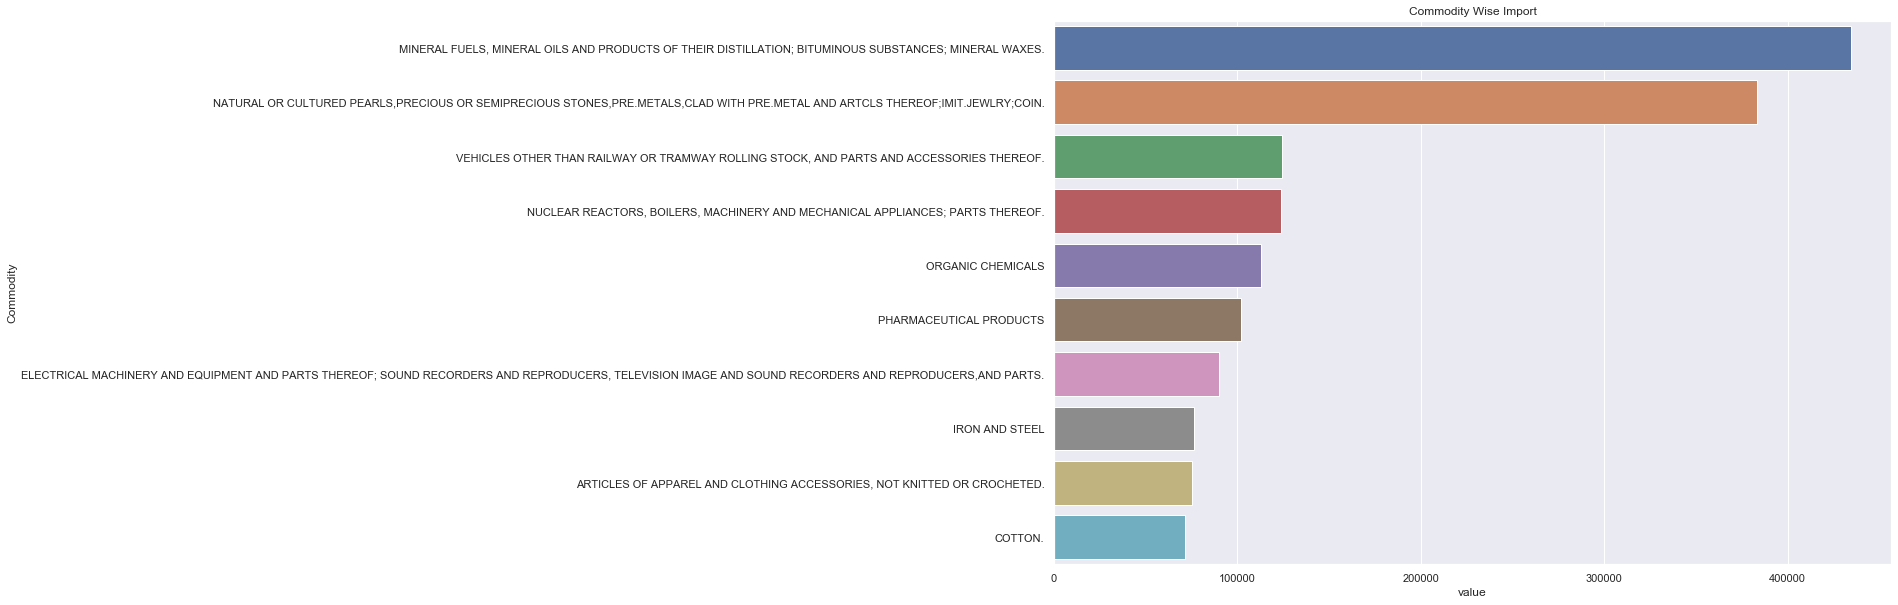 Commodity Wise Import
Commodity
MINERAL FUELS, MINERAL OILS AND PRODUCTS OF THEIR DISTILLATION; BITUMINOUS SUBSTANCES; MINERAL WAXES.
NATURAL OR CULTURED PEARLS,PRECIOUS OR SEMIPRECIOUS STONES,PRE.METALS,CLAD WITH PRE.METAL AND ARTCLS THEREOF;IMIT.JEWLRY;COIN.
VEHICLES OTHER THAN RAILWAY OR TRAMWAY ROLLING STOCK, AND PARTS AND ACCESSORIES THEREOF.
NUCLEAR REACTORS, BOILERS, MACHINERY AND MECHANICAL APPLIANCES; PARTS THEREOF.
ORGANIC CHEMICALS
PHARMACEUTICAL PRODUCTS
ELECTRICAL MACHINERY AND EQUIPMENT AND PARTS THEREOF; SOUND RECORDERS AND REPRODUCERS, TELEVISION IMAGE AND SOUND RECORDERS AND REPRODUCERS,AND PARTS.
IRON AND STEEL
ARTICLES OF APPAREL AND CLOTHING ACCESSORIES, NOT KNITTED OR CROCHETED.
COTTON.
0 100000 200000 300000 400000
value